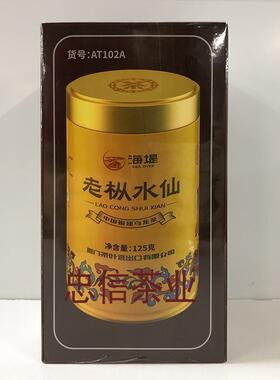 货号:AT102A
海堤
SEA DYKE
老枞水仙
LAO CONG SHUI XIAN
中国福建乌龙茶
净含量:125克
厦门茶叶进出口有限公司
忠信茶业